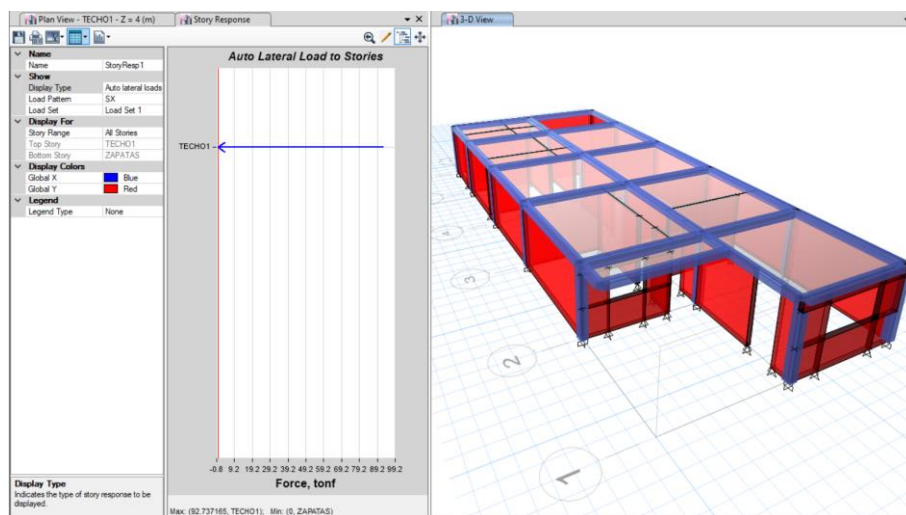 Plan View - TECHO1 - Z = 4 (m)
Story Response
3-D View
Name
Name StoryResp1
Show
Display Type Auto lateral loads
Load Pattern SX
Load Set Load Set 1
Display For
Story Range All Stories
Top Story TECHO1
Bottom Story ZAPATAS
Display Colors
Global X Blue
Global Y Red
Legend
Legend Type None
Display Type
Indicates the type of story response to be
displayed.
Auto Lateral Load to Stories
TECHO1
-0.8 9.2 19.2 29.2 39.2 49.2 59.2 69.2 79.2 89.2 99.2
Force, tonf
Max: (92.737165, TECHO1); Min: (0, ZAPATAS)
4
3
2
1